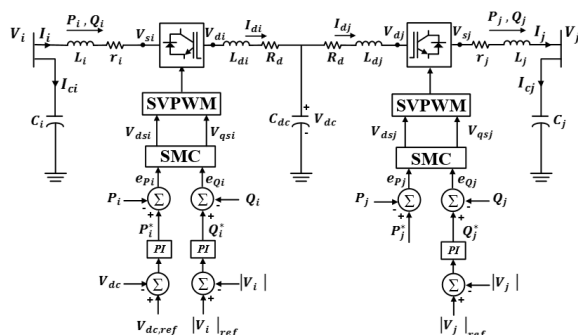 V_i I_i P_i , Q_i L_i r_i V_si V_di I_di L_di R_d I_dj R_d L_dj V_dj V_sj r_j P_j , Q_j L_j I_j V_j
I_ci C_i C_dc + - V_dc I_cj C_j
SVPWM SVPWM
V_dsi V_qsi V_dsj V_qsj
SMC SMC
e_Pi e_Qi e_Pj e_Qj
P_i - Σ + Σ - Q_i + P_j - Σ + Σ - Q_j +
P_i^* Q_i^* P_j^* Q_j^*
PI PI PI
V_dc - Σ + Σ - |V_i | + Σ - |V_j | +
V_dc,ref |V_i |_ref |V_j |_ref